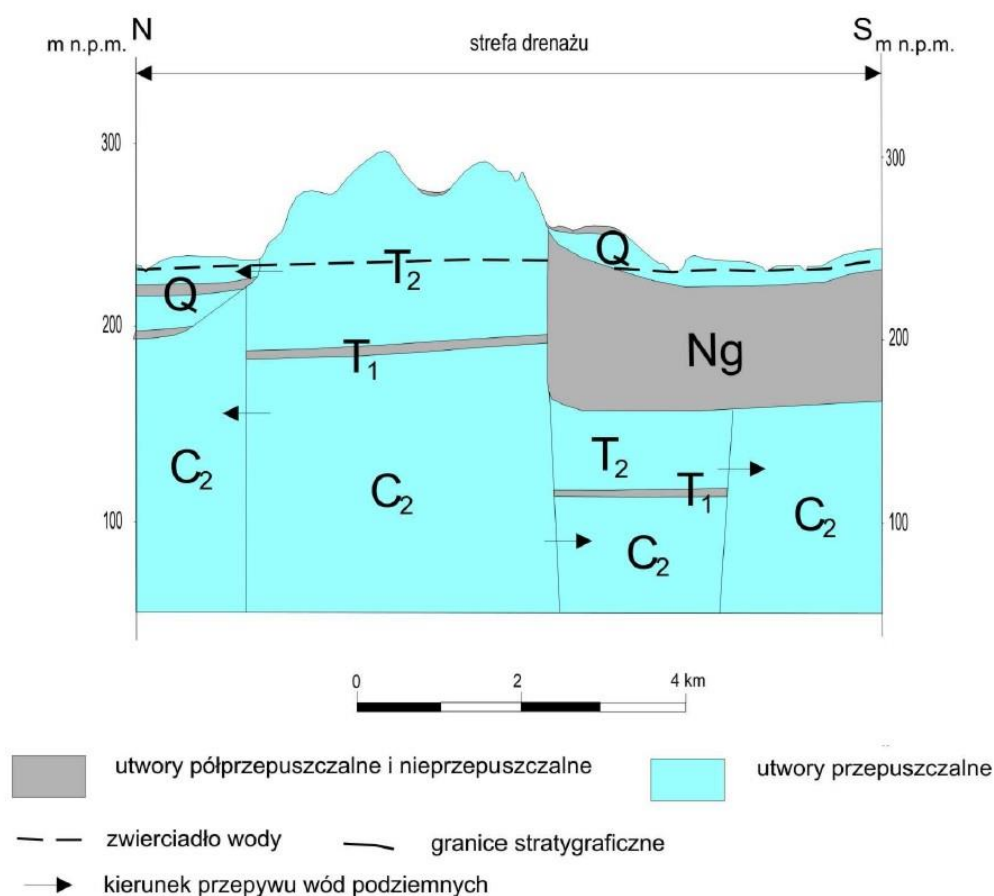 N
S
m n.p.m.
strefa drenażu
m n.p.m.
300
300
Q
T2
Q
200
200
T1
Ng
C2
C2
T2
T1
C2
C2
100
100
0 2 4 km
utwory półprzepuszczalne i nieprzepuszczalne
utwory przepuszczalne
zwierciadło wody
granice stratygraficzne
kierunek przepływu wód podziemnych